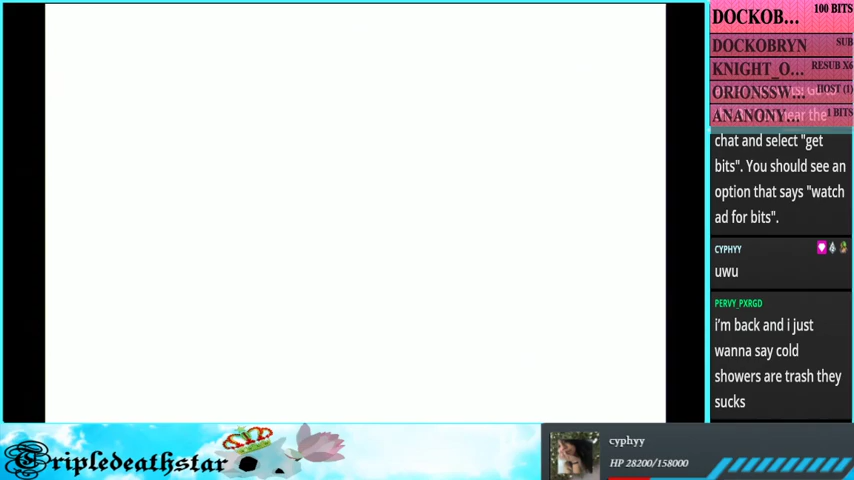 DOCKOB... 100 BITS
DOCKOBRYN SUB
KNIGHT_O... RESUB X6
ORIONSSW... HOST (1)
ANANONY... 1 BITS
chat and select "get
bits". You should see an
option that says "watch
ad for bits".
CYPHYY
uwu
PERVY_PXRGD
i'm back and i just
wanna say cold
showers are trash they
sucks
Tripledeathstar
cyphyy
HP 28200/158000